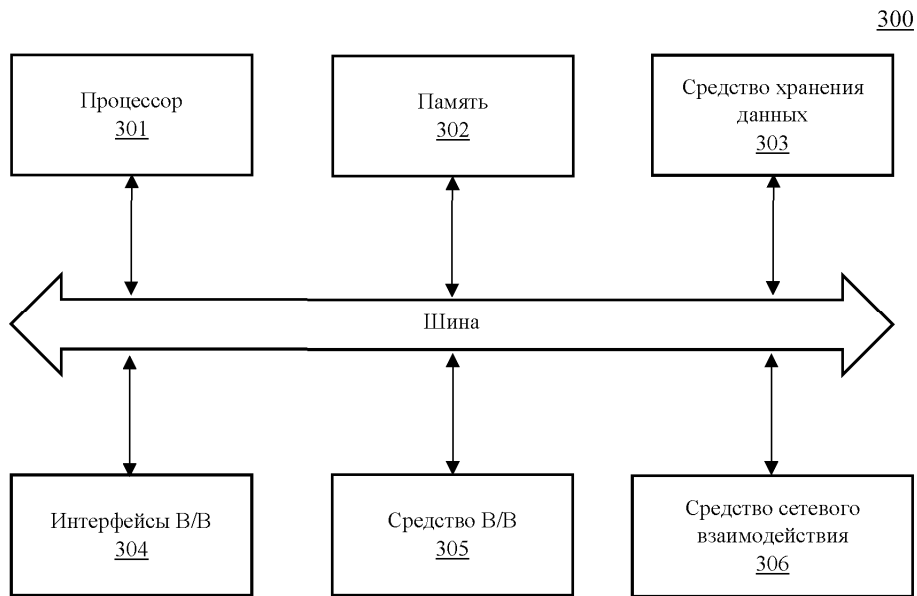 300
Процессор
301
Память
302
Средство хранения
данных
303
Шина
Интерфейсы В/В
304
Средство В/В
305
Средство сетевого
взаимодействия
306